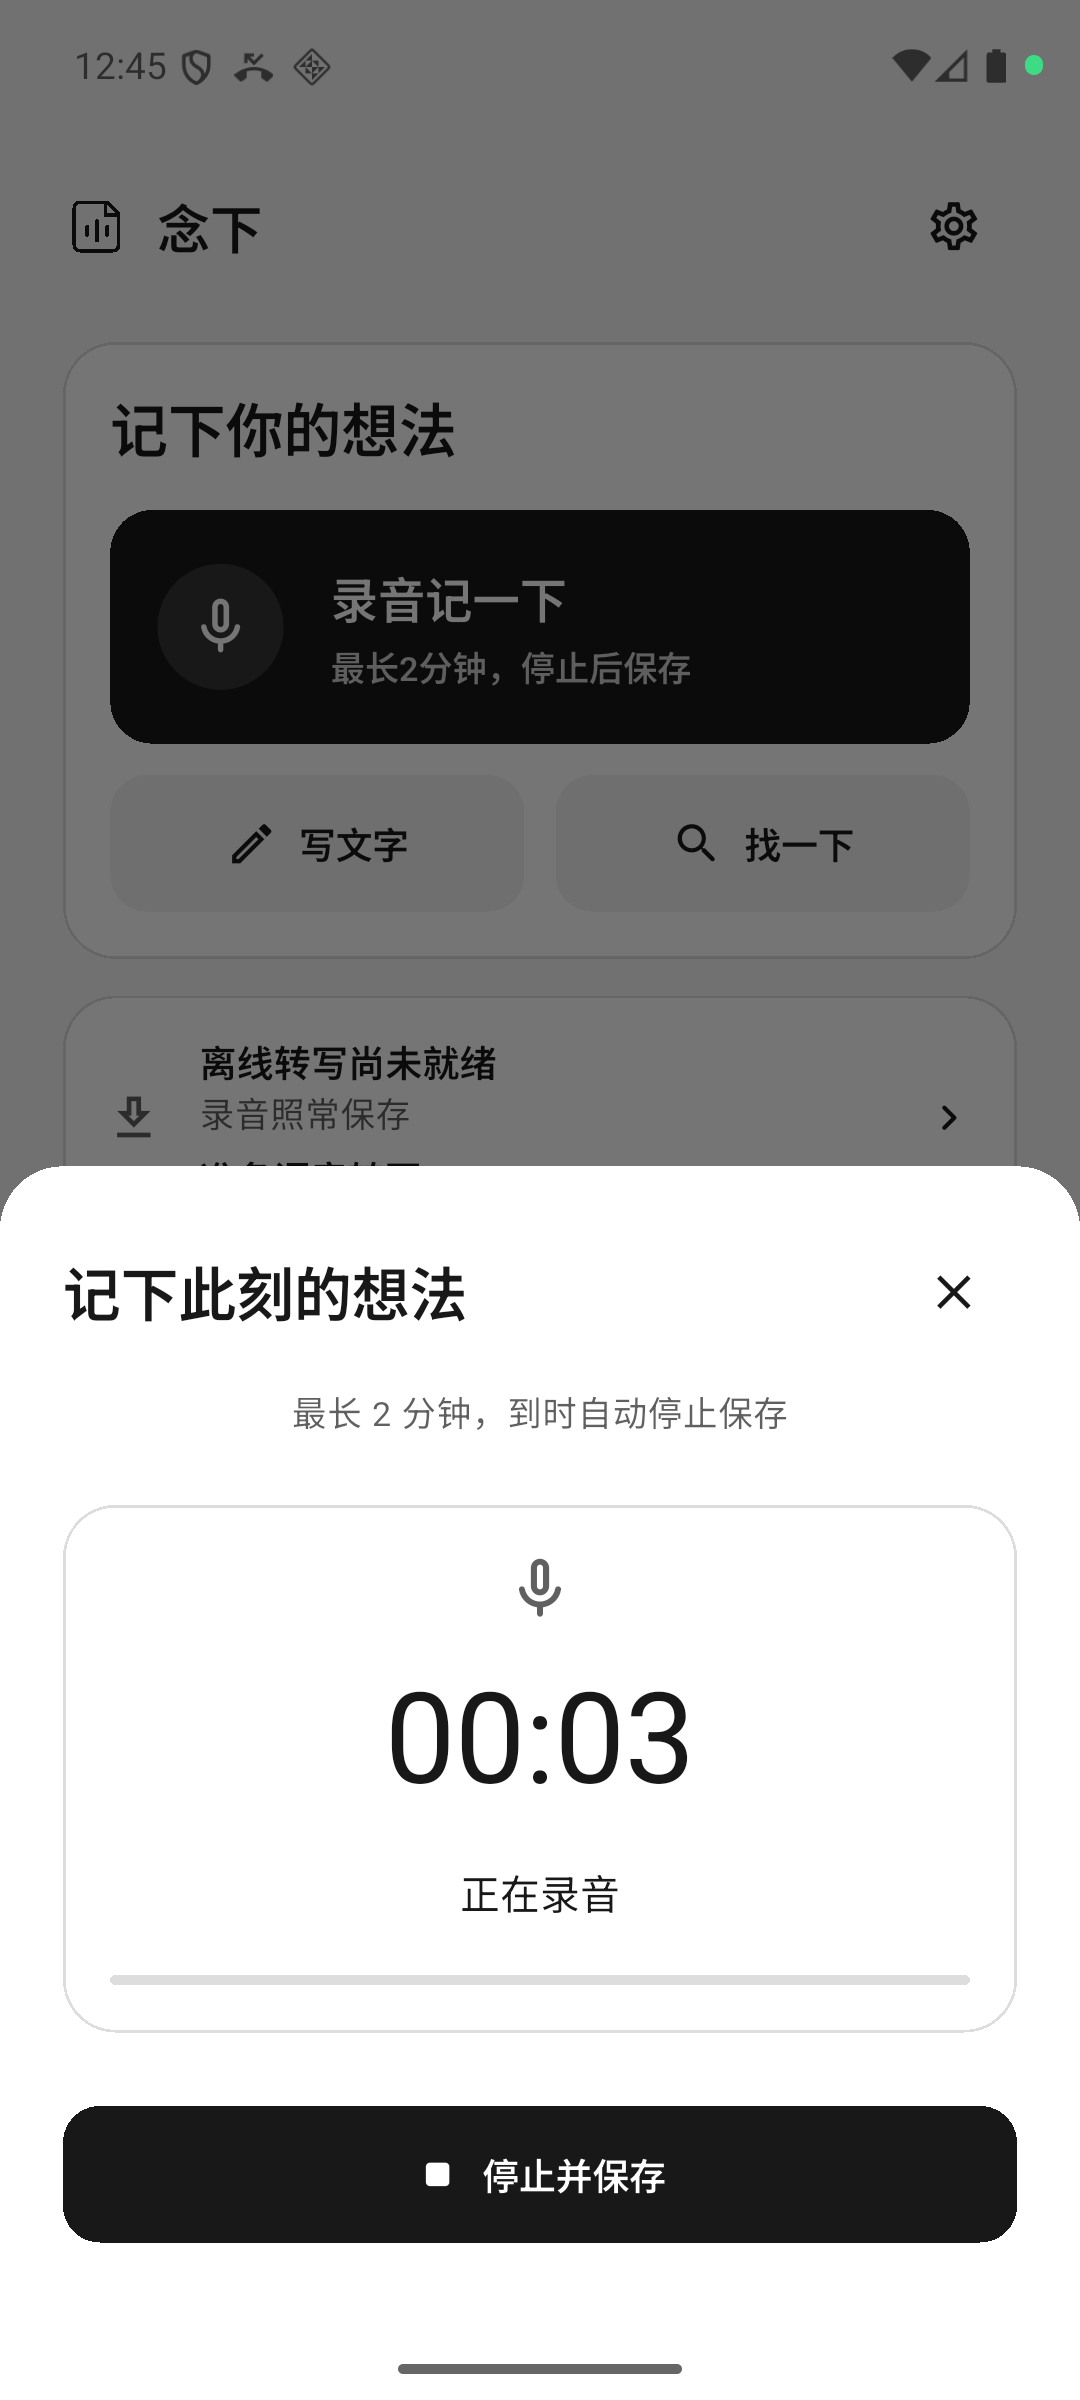 12:45
念下
记下你的想法
录音记一下
最长2分钟，停止后保存
写文字
找一下
离线转写尚未就绪
录音照常保存
记下此刻的想法
最长 2 分钟，到时自动停止保存
00:03
正在录音
停止并保存